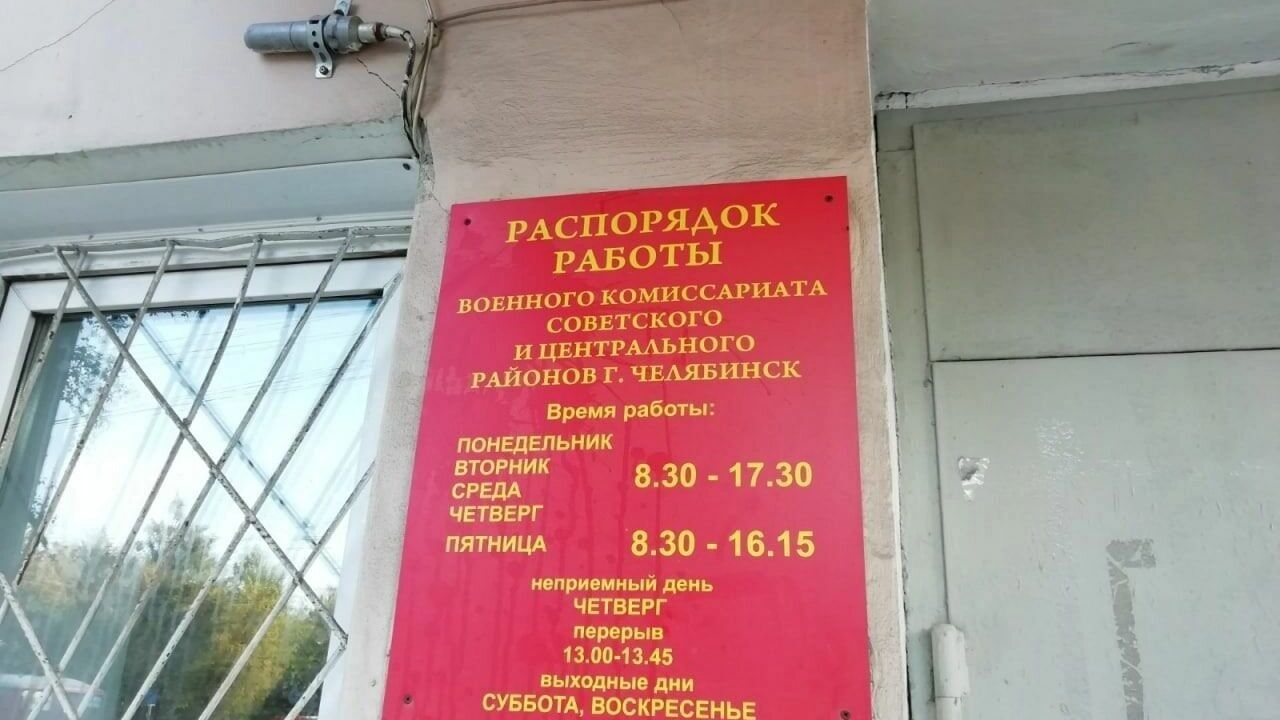 РАСПОРЯДОК
РАБОТЫ
ВОЕННОГО КОМИССАРИАТА
СОВЕТСКОГО
И ЦЕНТРАЛЬНОГО
РАЙОНОВ Г. ЧЕЛЯБИНСК
Время работы:
ПОНЕДЕЛЬНИК
ВТОРНИК
СРЕДА
ЧЕТВЕРГ
8.30 - 17.30
ПЯТНИЦА 8.30 - 16.15
неприемный день
ЧЕТВЕРГ
перерыв
13.00-13.45
выходные дни
СУББОТА, ВОСКРЕСЕНЬЕ